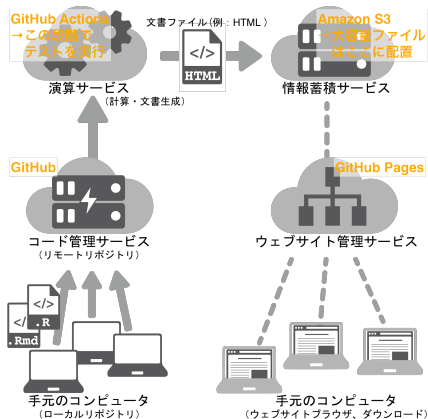 GitHub Actions
→この段階で
テストを実行
演算サービス
(計算・文書生成)
文書ファイル(例：HTML)
</>
HTML
Amazon S3
→大容量ファイル
はここに配置
情報蓄積サービス
GitHub
コード管理サービス
(リモートリポジトリ)
GitHub Pages
ウェブサイト管理サービス
</>
.R
</>
.Rmd
手元のコンピュータ
(ローカルリポジトリ)
手元のコンピュータ
(ウェブサイトブラウザ、ダウンロード)